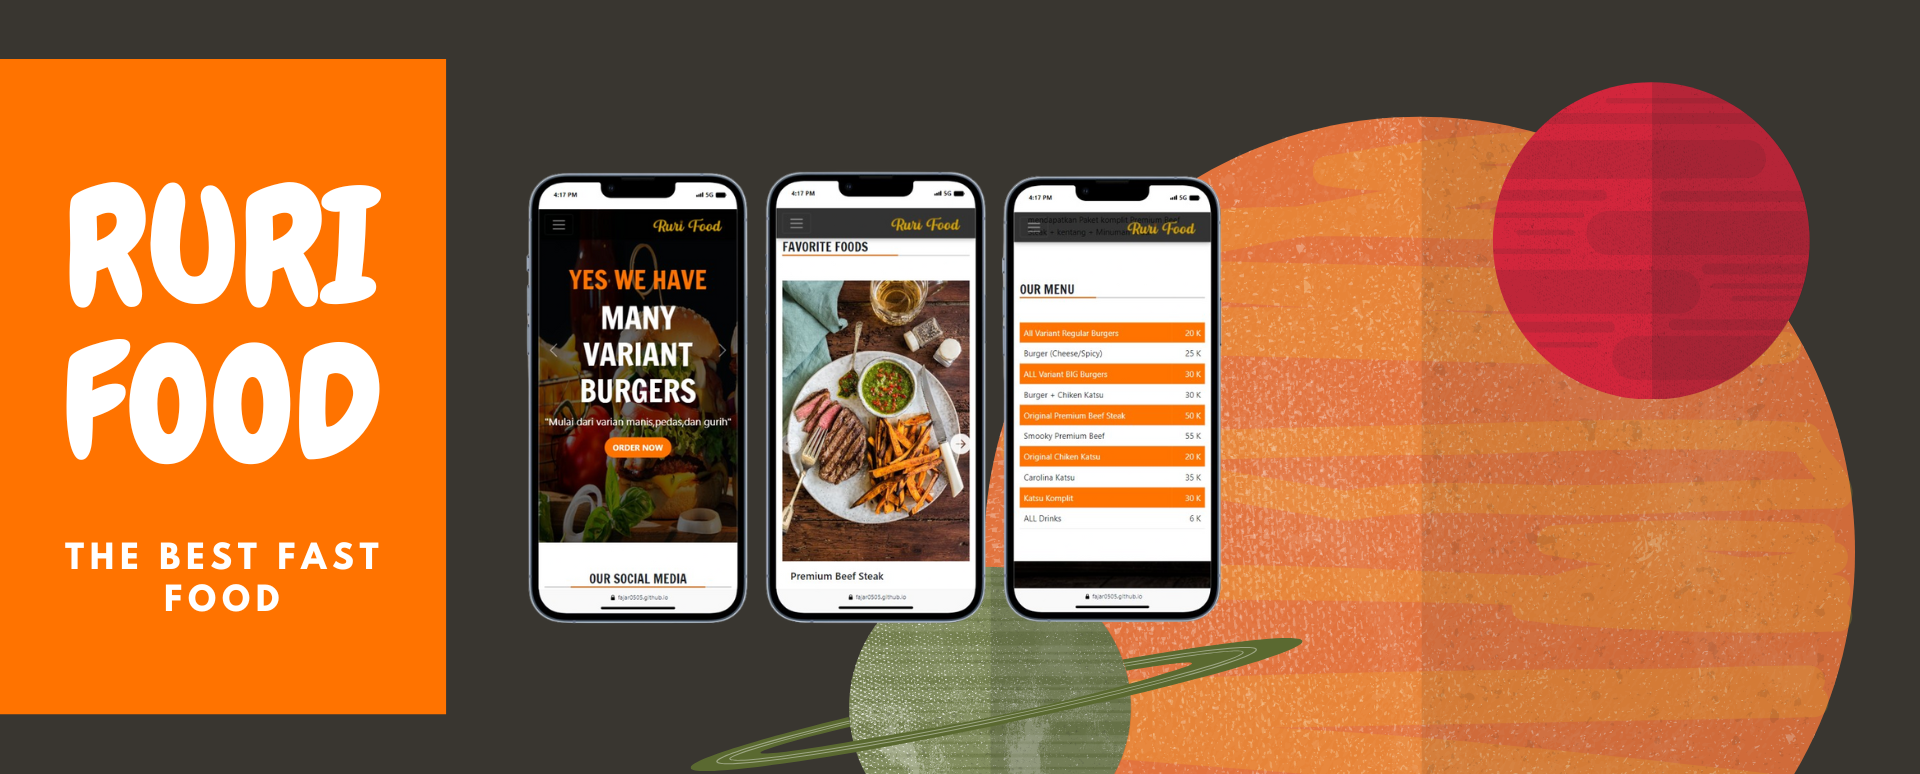 RURI
FOOD
THE BEST FAST
FOOD
4:17 PM
5G
Ruri Food
YES WE HAVE
MANY
VARIANT
BURGERS
"Mulai dari varian manis,pedas,dan gurih"
ORDER NOW
OUR SOCIAL MEDIA
fajar0505.github.io
4:17 PM
5G
Ruri Food
FAVORITE FOODS
Premium Beef Steak
fajar0505.github.io
4:17 PM
5G
mendapatkan Paket komplit Premium Beef
+ kentang + Minuman
Ruri Food
OUR MENU
All Variant Regular Burgers 20 K
Burger (Cheese/Spicy) 25 K
ALL Variant BIG Burgers 30 K
Burger + Chiken Katsu 30 K
Original Premium Beef Steak 50 K
Smooky Premium Beef 55 K
Original Chiken Katsu 20 K
Carolina Katsu 35 K
Katsu Komplit 30 K
ALL Drinks 6 K
fajar0505.github.io